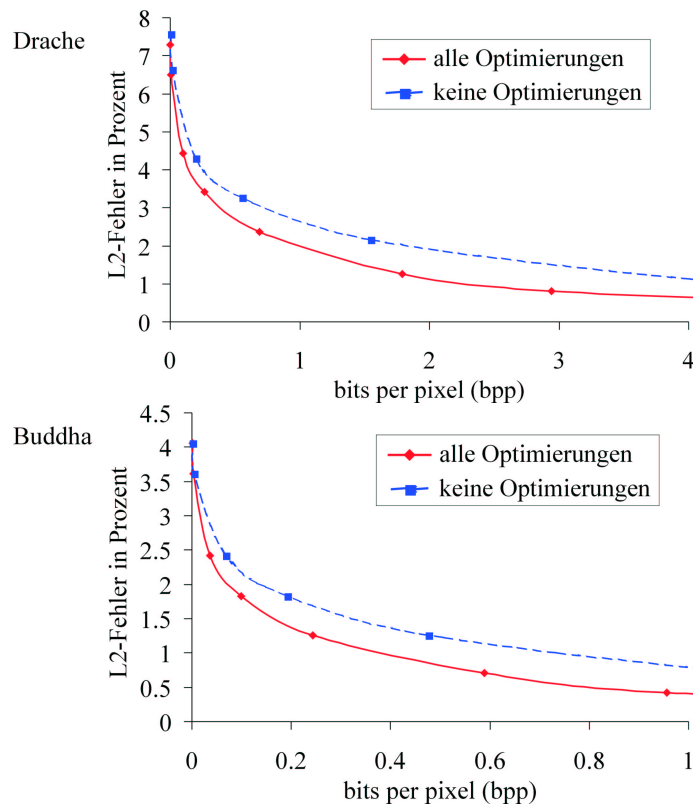 Drache
L2-Fehler in Prozent
8
7
6
5
4
3
2
1
0
alle Optimierungen
keine Optimierungen
0 1 2 3 4
bits per pixel (bpp)
Buddha
L2-Fehler in Prozent
4.5
4
3.5
3
2.5
2
1.5
1
0.5
0
alle Optimierungen
keine Optimierungen
0 0.2 0.4 0.6 0.8 1
bits per pixel (bpp)